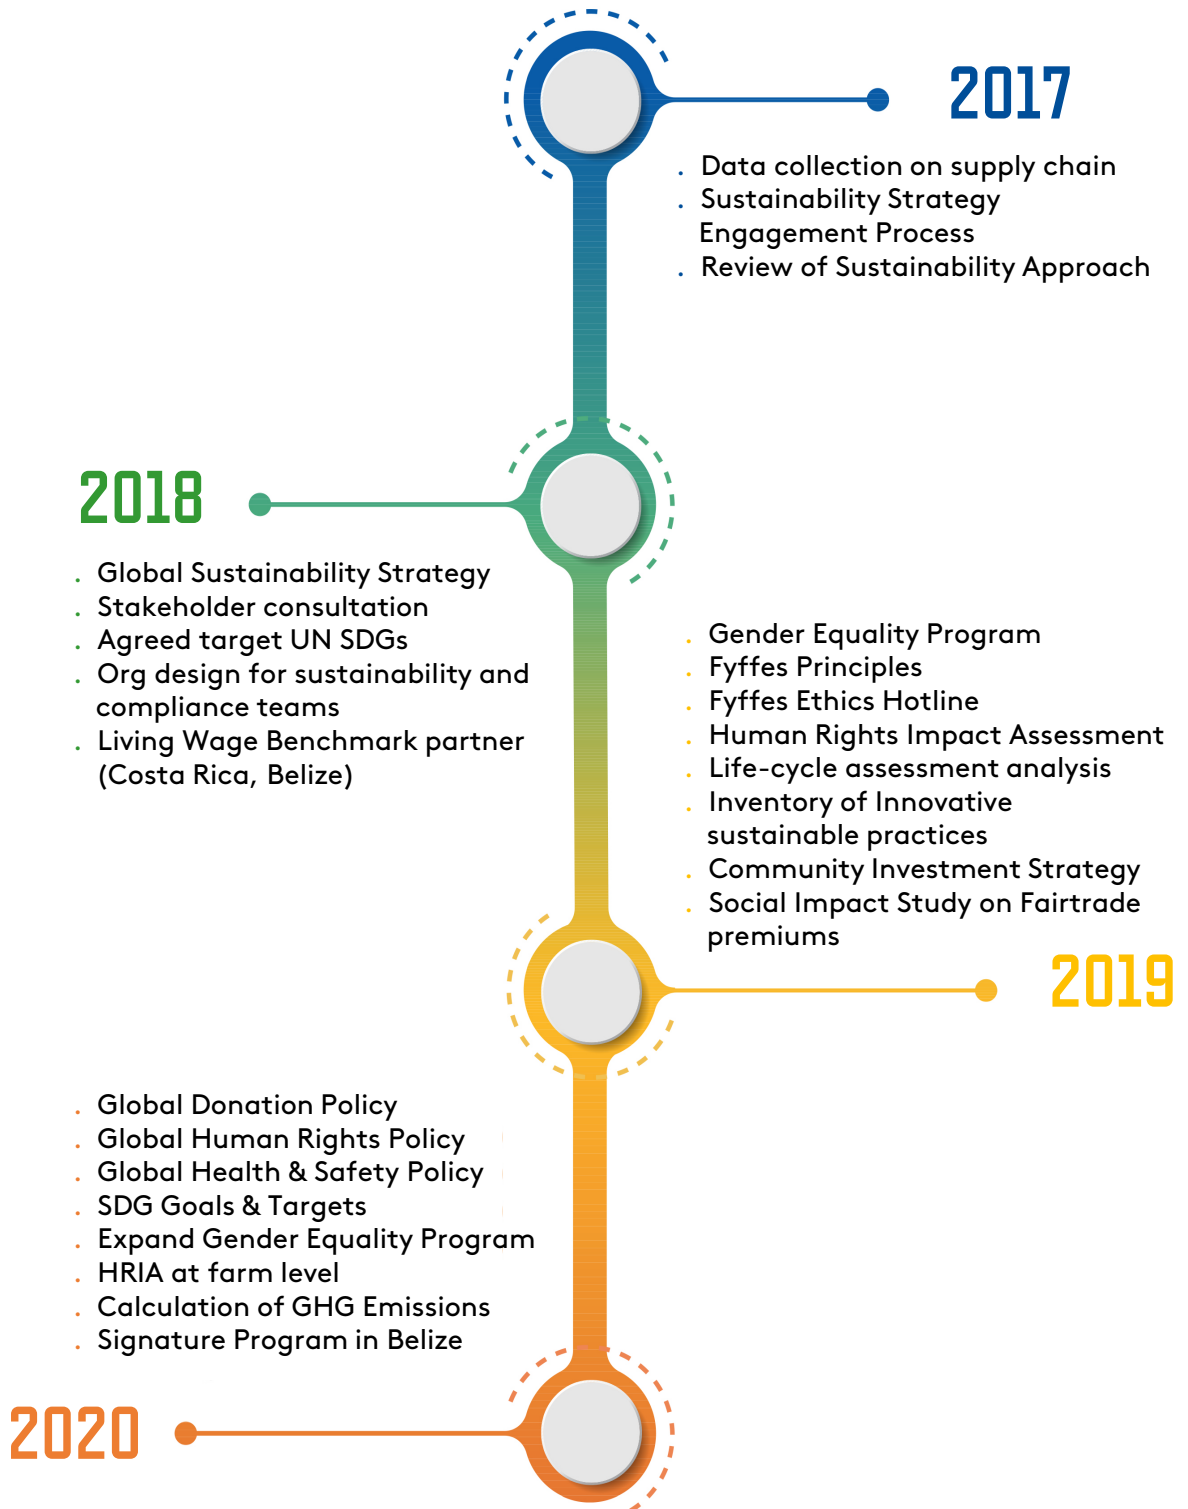 2017
. Data collection on supply chain
. Sustainability Strategy
Engagement Process
. Review of Sustainability Approach
2018
. Global Sustainability Strategy
. Stakeholder consultation
. Agreed target UN SDGs
. Org design for sustainability and
compliance teams
. Living Wage Benchmark partner
(Costa Rica, Belize)
. Gender Equality Program
. Fyffes Principles
. Fyffes Ethics Hotline
. Human Rights Impact Assessment
. Life-cycle assessment analysis
. Inventory of Innovative
sustainable practices
. Community Investment Strategy
. Social Impact Study on Fairtrade
premiums
2019
. Global Donation Policy
. Global Human Rights Policy
. Global Health & Safety Policy
. SDG Goals & Targets
. Expand Gender Equality Program
. HRIA at farm level
. Calculation of GHG Emissions
. Signature Program in Belize
2020